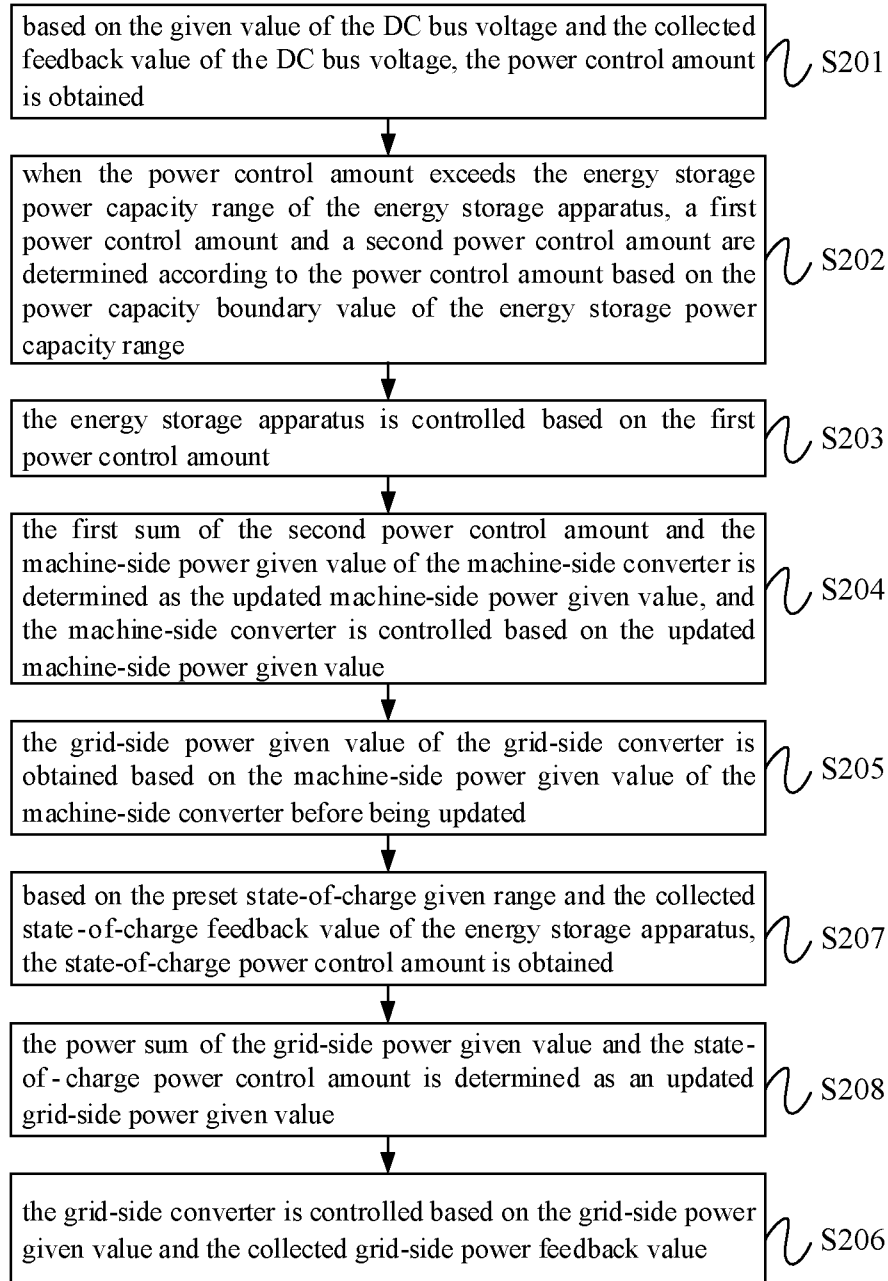 based on the given value of the DC bus voltage and the collected
feedback value of the DC bus voltage, the power control amount
is obtained
S201
when the power control amount exceeds the energy storage
power capacity range of the energy storage apparatus, a first
power control amount and a second power control amount are
determined according to the power control amount based on the
power capacity boundary value of the energy storage power
capacity range
S202
the energy storage apparatus is controlled based on the first
power control amount
S203
the first sum of the second power control amount and the
machine-side power given value of the machine-side converter is
determined as the updated machine-side power given value, and
the machine-side converter is controlled based on the updated
machine-side power given value
S204
the grid-side power given value of the grid-side converter is
obtained based on the machine-side power given value of the
machine-side converter before being updated
S205
based on the preset state-of-charge given range and the collected
state-of-charge feedback value of the energy storage apparatus,
the state-of-charge power control amount is obtained
S207
the power sum of the grid-side power given value and the state-
of-charge power control amount is determined as an updated
grid-side power given value
S208
the grid-side converter is controlled based on the grid-side power
given value and the collected grid-side power feedback value
S206